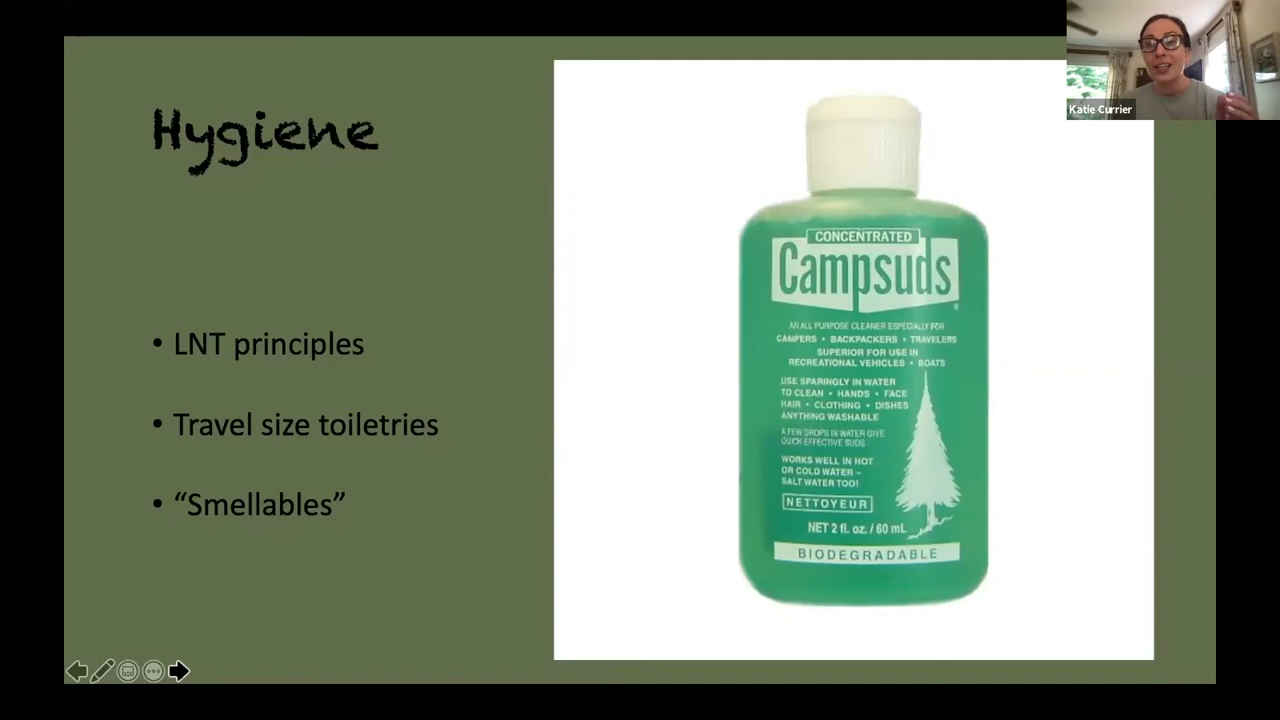 Hygiene
• LNT principles
• Travel size toiletries
• “Smellables”
CONCENTRATED
Campsuds®
AN ALL PURPOSE CLEANER ESPECIALLY FOR
CAMPERS • BACKPACKERS • TRAVELERS
SUPERIOR FOR USE IN
RECREATIONAL VEHICLES • BOATS
USE SPARINGLY IN WATER
TO CLEAN • HANDS • FACE
HAIR • CLOTHING • DISHES
ANYTHING WASHABLE
A FEW DROPS IN WATER GIVE
QUICK EFFECTIVE SUDS
WORKS WELL IN HOT
OR COLD WATER –
SALT WATER TOO!
NETTOYEUR
NET 2 fl. oz. / 60 mL
BIODEGRADABLE
Katie Currier